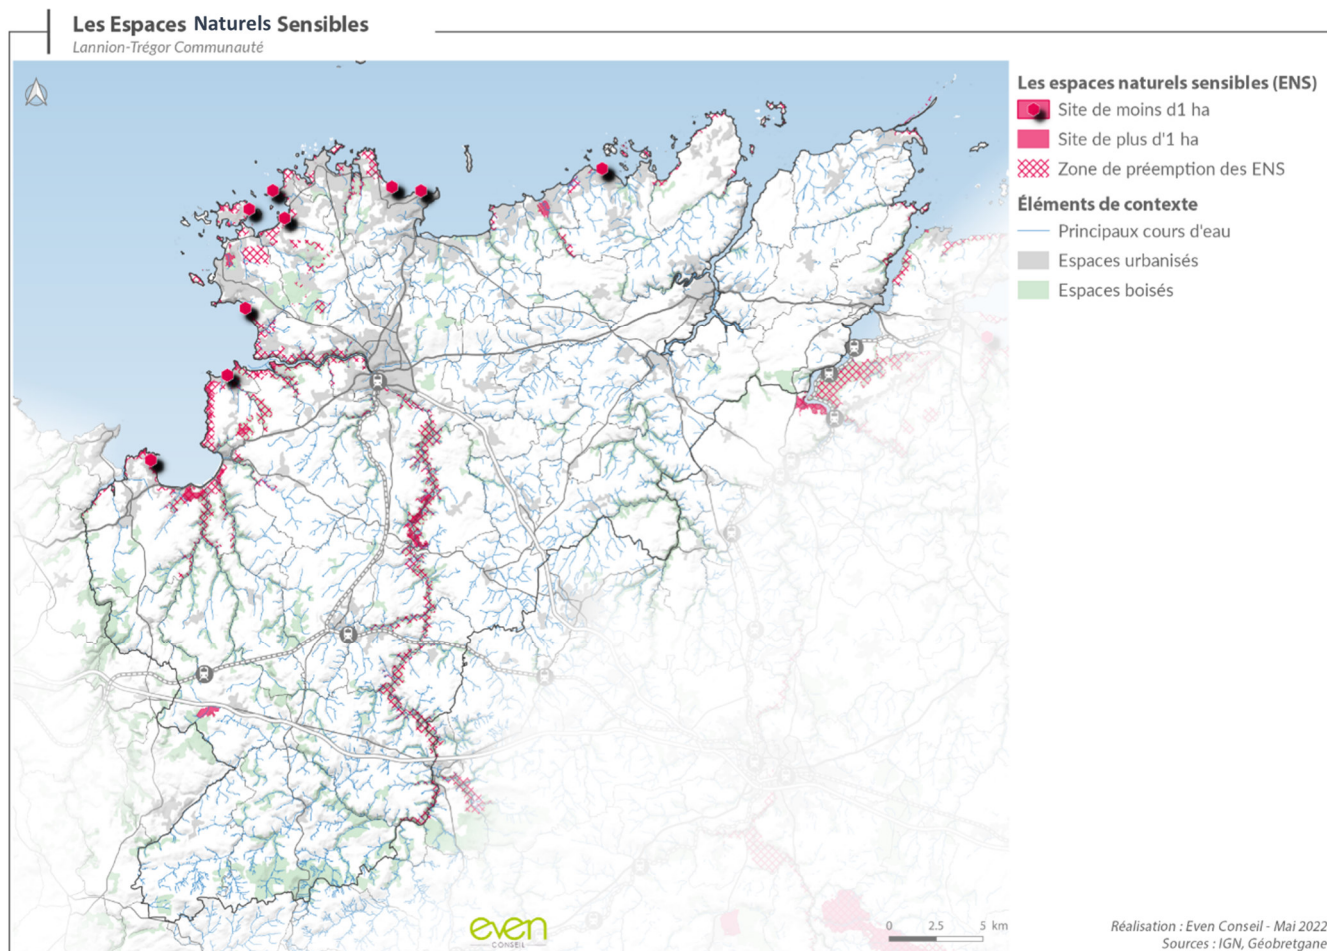 Les Espaces Naturels Sensibles
Lannion-Trégor Communauté
Les espaces naturels sensibles (ENS)
Site de moins d1 ha
Site de plus d'1 ha
Zone de préemption des ENS
Éléments de contexte
Principaux cours d'eau
Espaces urbanisés
Espaces boisés
even
CONSEIL
0 2.5 5 km
Réalisation : Even Conseil - Mai 2022
Sources : IGN, Géobretgane